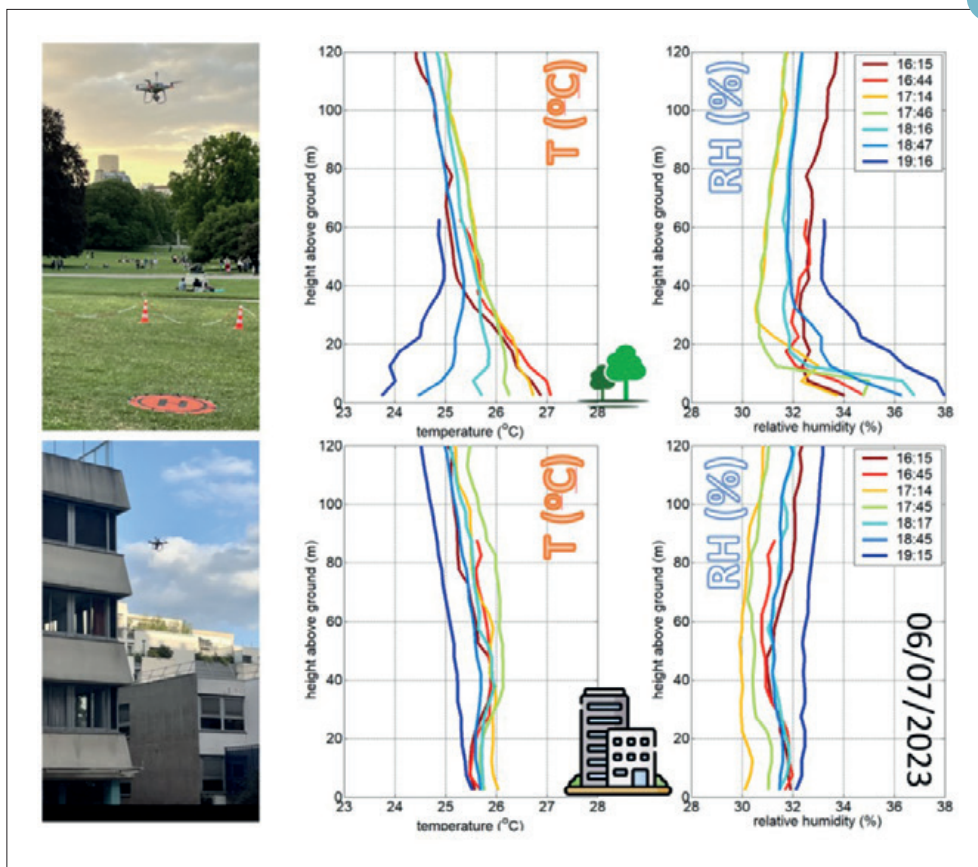 120
100
80
60
40
20
0
height above ground (m)
23 24 25 26 27 28
temperature (°C)
T (°C)
120
100
80
60
40
20
0
height above ground (m)
28 30 32 34 36 38
relative humidity (%)
RH (%)
16:15
16:44
17:14
17:46
18:16
18:47
19:16
120
100
80
60
40
20
0
height above ground (m)
23 24 25 26 27 28
temperature (°C)
T (°C)
120
100
80
60
40
20
0
height above ground (m)
28 30 32 34 36 38
relative humidity (%)
RH (%)
16:15
16:45
17:14
17:45
18:17
18:45
19:15
06/07/2023